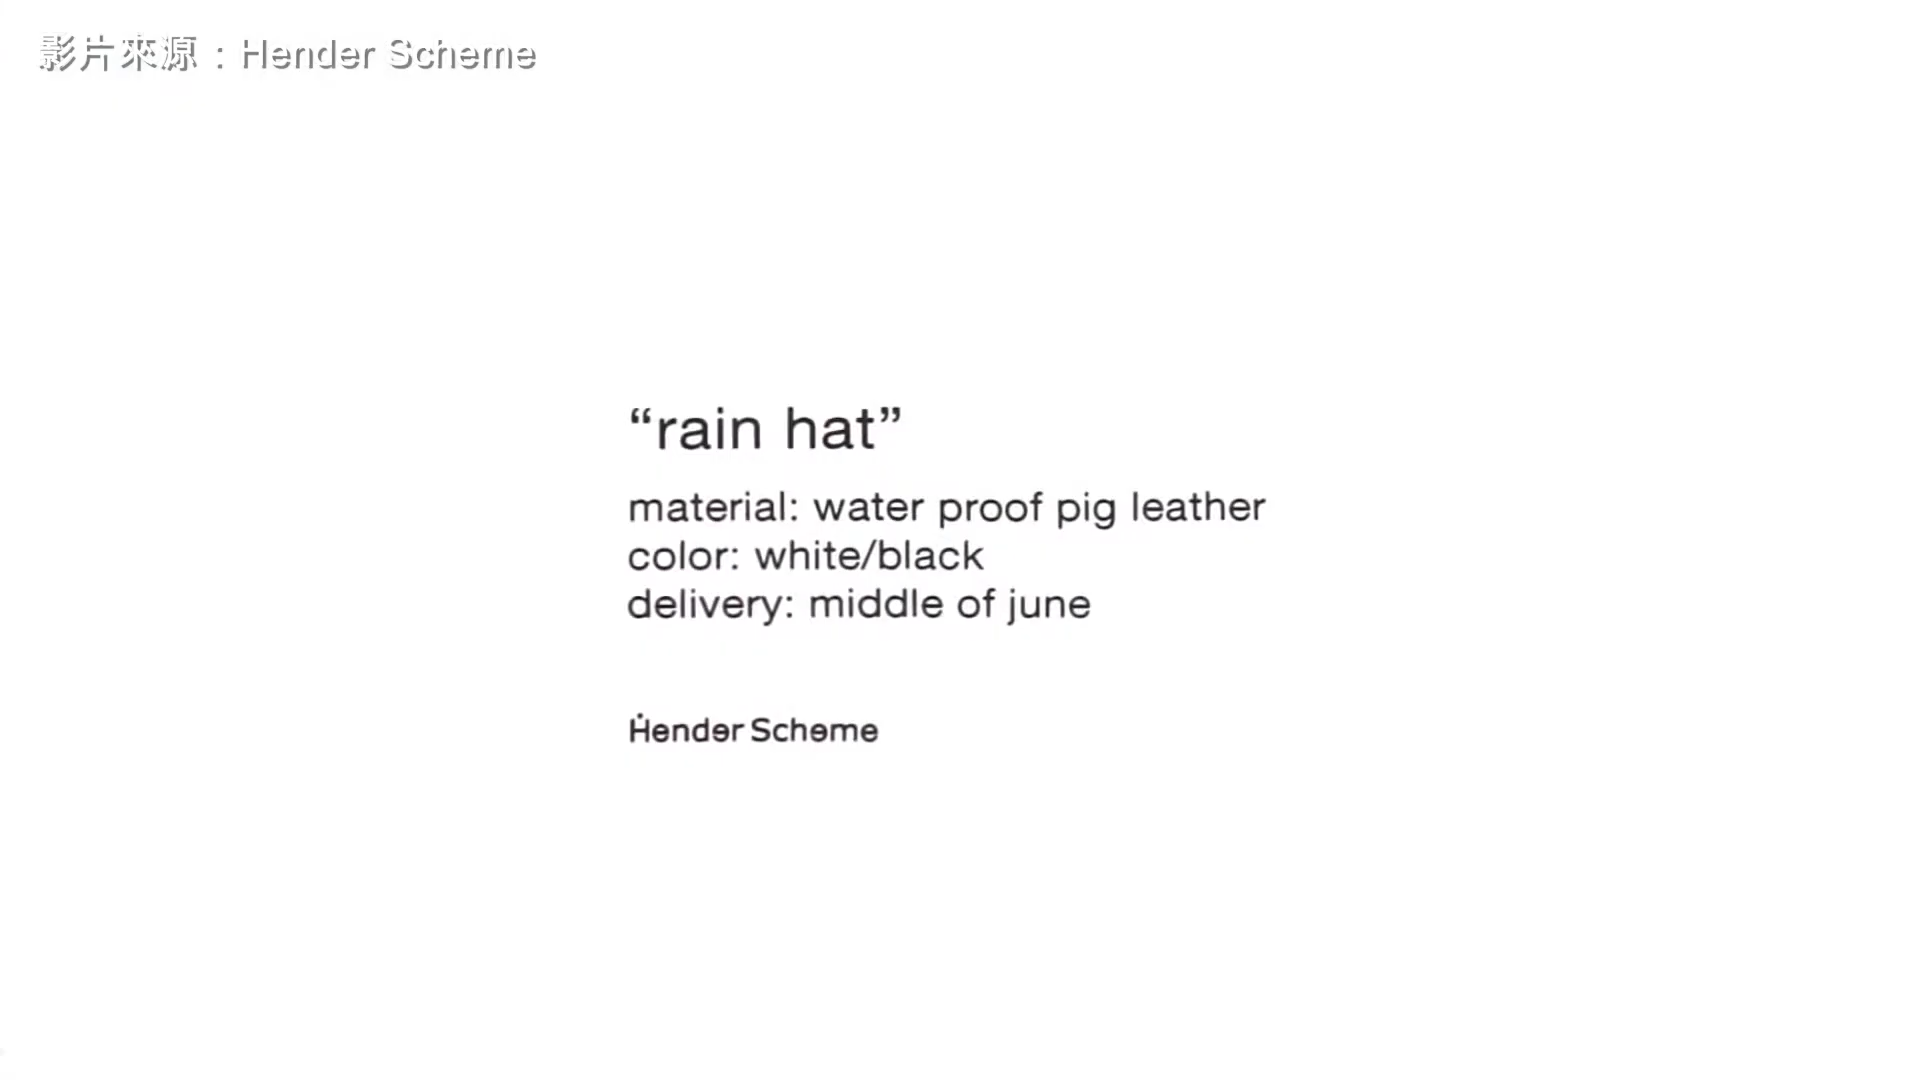 影片來源：Hender Scheme
“rain hat”
material: water proof pig leather
color: white/black
delivery: middle of june
Hender Scheme